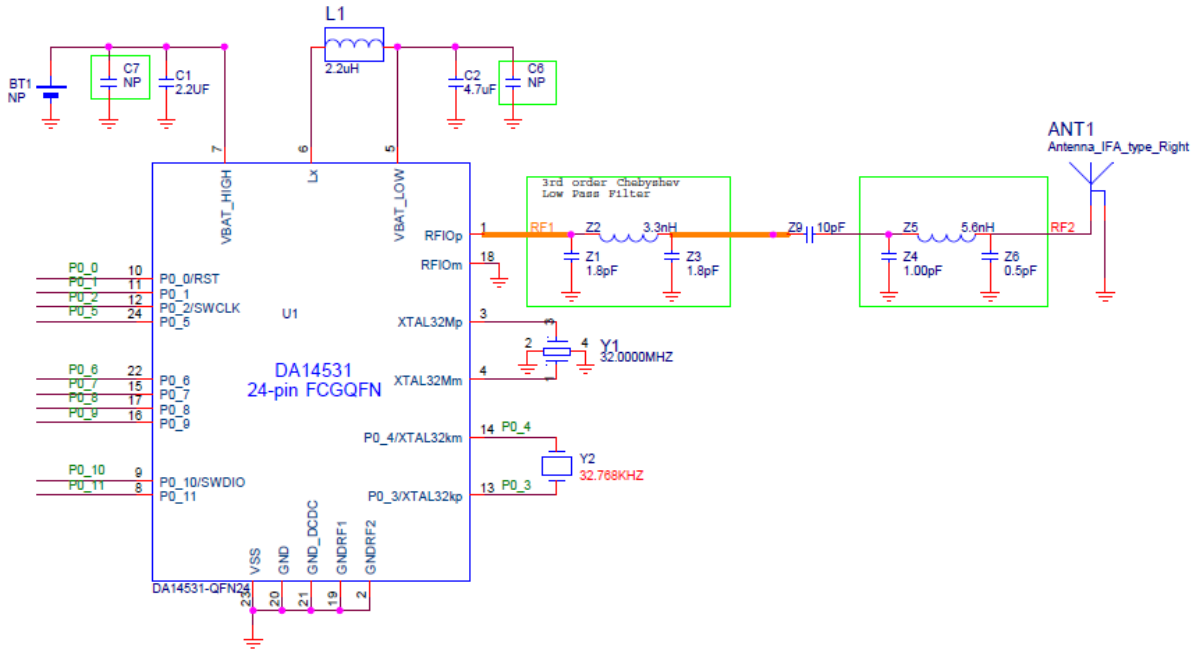 L1
2.2uH
BT1
NP
C7
NP
C1
2.2UF
C2
4.7uF
C6
NP
7
6
5
VBAT_HIGH
Lx
VBAT_LOW
ANT1
Antenna_IFA_type_Right
3rd order Chebyshev
Low Pass Filter
RFIOp
1
RF1
Z2
3.3nH
Z9
10pF
Z5
5.6nH
RF2
Z1
1.8pF
Z3
1.8pF
Z4
1.00pF
Z6
0.5pF
RFIOm
18
P0_0
10
P0_0/RST
P0_1
11
P0_1
P0_2
12
P0_2/SWCLK
P0_5
24
P0_5
U1
DA14531
24-pin FCGQFN
XTAL32Mp
3
3
2
4
Y1
32.0000MHZ
1
XTAL32Mm
4
P0_6
22
P0_6
P0_7
15
P0_7
P0_8
17
P0_8
P0_9
16
P0_9
P0_4/XTAL32km
14
P0_4
Y2
32.768KHZ
P0_3/XTAL32kp
13
P0_3
P0_10
9
P0_10/SWDIO
P0_11
8
P0_11
VSS
GND
GND_DCDC
GNDRF1
GNDRF2
DA14531-QFN24
23
20
21
19
2